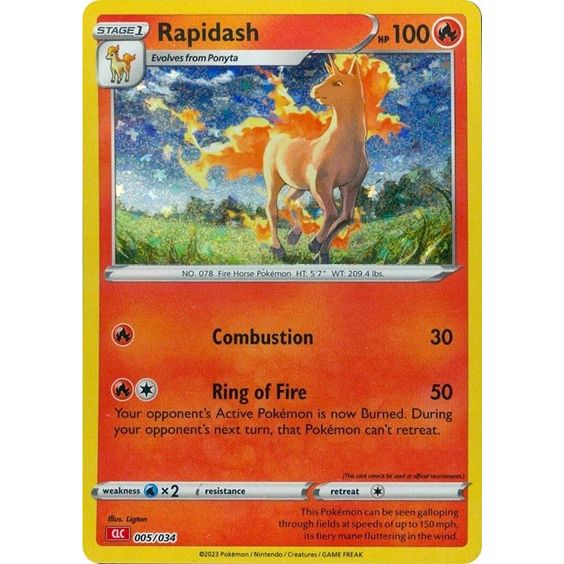 STAGE 1
Rapidash
HP 100
Evolves from Ponyta
NO. 078 Fire Horse Pokémon HT: 5'7" WT: 209.4 lbs.
Combustion 30
Ring of Fire 50
Your opponent's Active Pokémon is now Burned. During
your opponent's next turn, that Pokémon can't retreat.
(This card cannot be used at official tournaments.)
weakness ×2 resistance retreat
Illus. Ligton
CLC 005/034
This Pokémon can be seen galloping
through fields at speeds of up to 150 mph,
its fiery mane fluttering in the wind.
©2023 Pokémon / Nintendo / Creatures / GAME FREAK